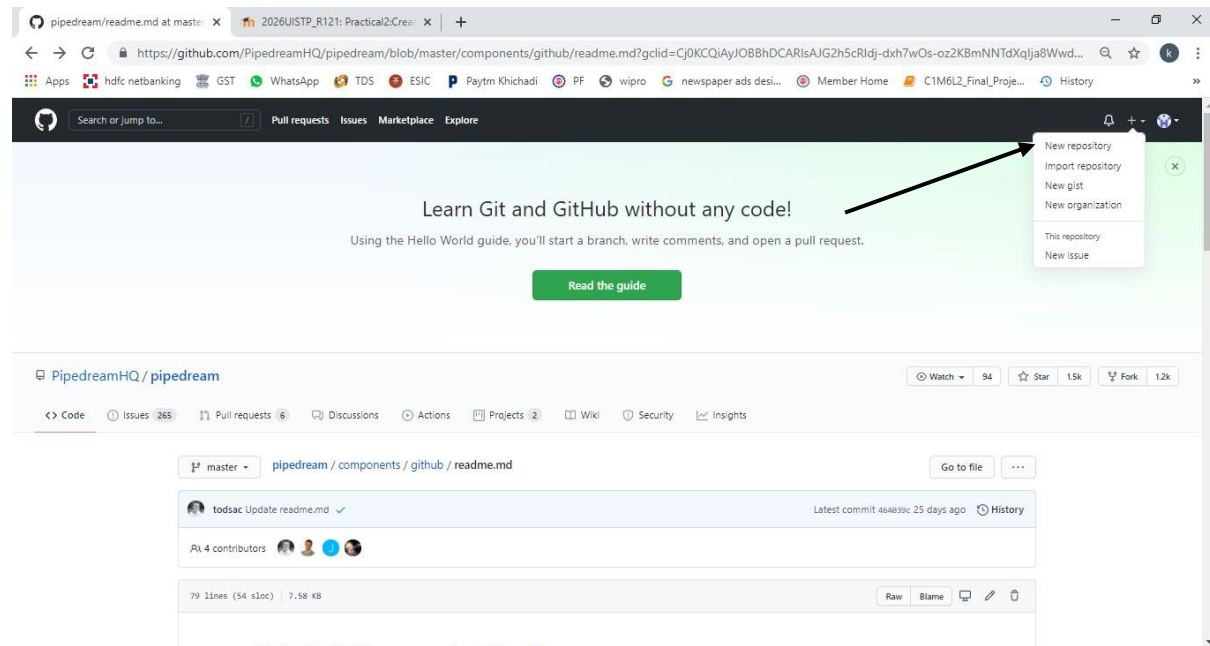 pipedream/readme.md at maste
2026UISTP_R121: Practical2:Crea
https://github.com/PipedreamHQ/pipedream/blob/master/components/github/readme.md?gclid=Cj0KCQiAyJOBBhDCARIsAJG2h5cRIdj-dxh7wOs-oz2KBmNNTdXqIja8Wwd...
k
Apps hdfc netbanking GST WhatsApp TDS ESIC Paytm Khichadi PF wipro newspaper ads desi... Member Home C1M6L2_Final_Proje... History
Search or jump to... / Pull requests Issues Marketplace Explore
New repository
Import repository
New gist
New organization
This repository
New issue
Learn Git and GitHub without any code!
Using the Hello World guide, you'll start a branch, write comments, and open a pull request.
Read the guide
PipedreamHQ / pipedream Watch 94 Star 1.5k Fork 1.2k
Code Issues 265 Pull requests 6 Discussions Actions Projects 2 Wiki Security Insights
master pipedream / components / github / readme.md Go to file ...
todsac Update readme.md Latest commit 464039c 25 days ago History
4 contributors
79 lines (54 sloc) 7.58 KB Raw Blame